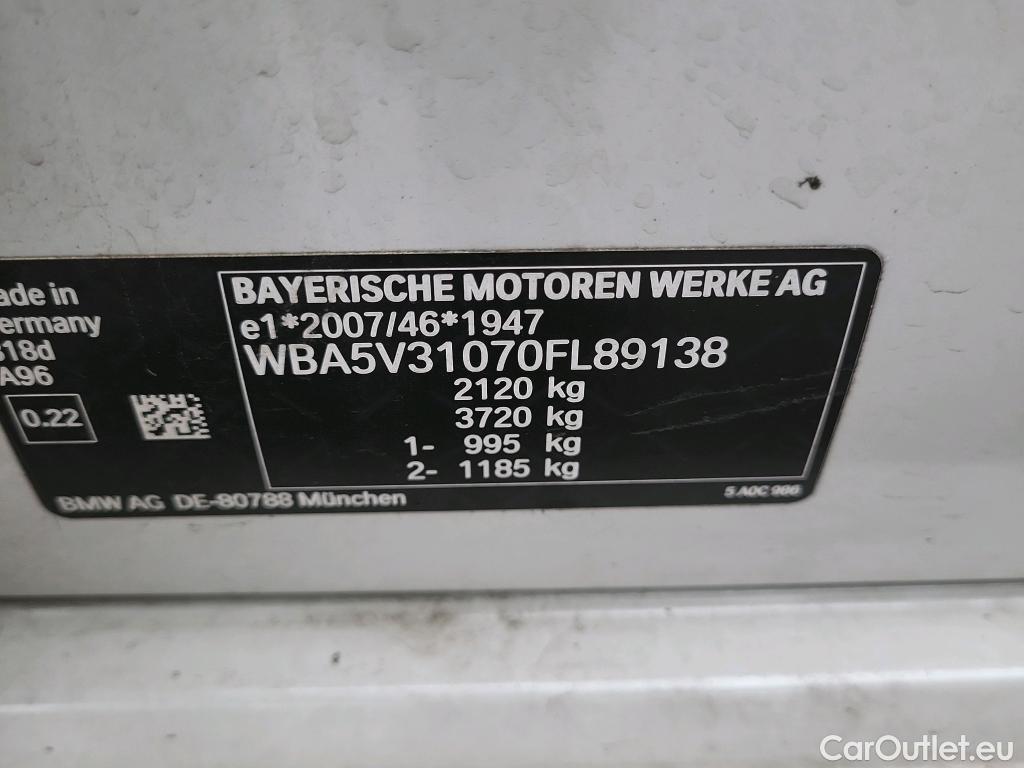 ade in
ermany
318d
A96
0.22
BAYERISCHE MOTOREN WERKE AG
e1*2007/46*1947
WBA5V31070FL89138
2120 kg
3720 kg
1- 995 kg
2- 1185 kg
BMW AG DE-80788 München
5 A0C 986
CarOutlet.eu